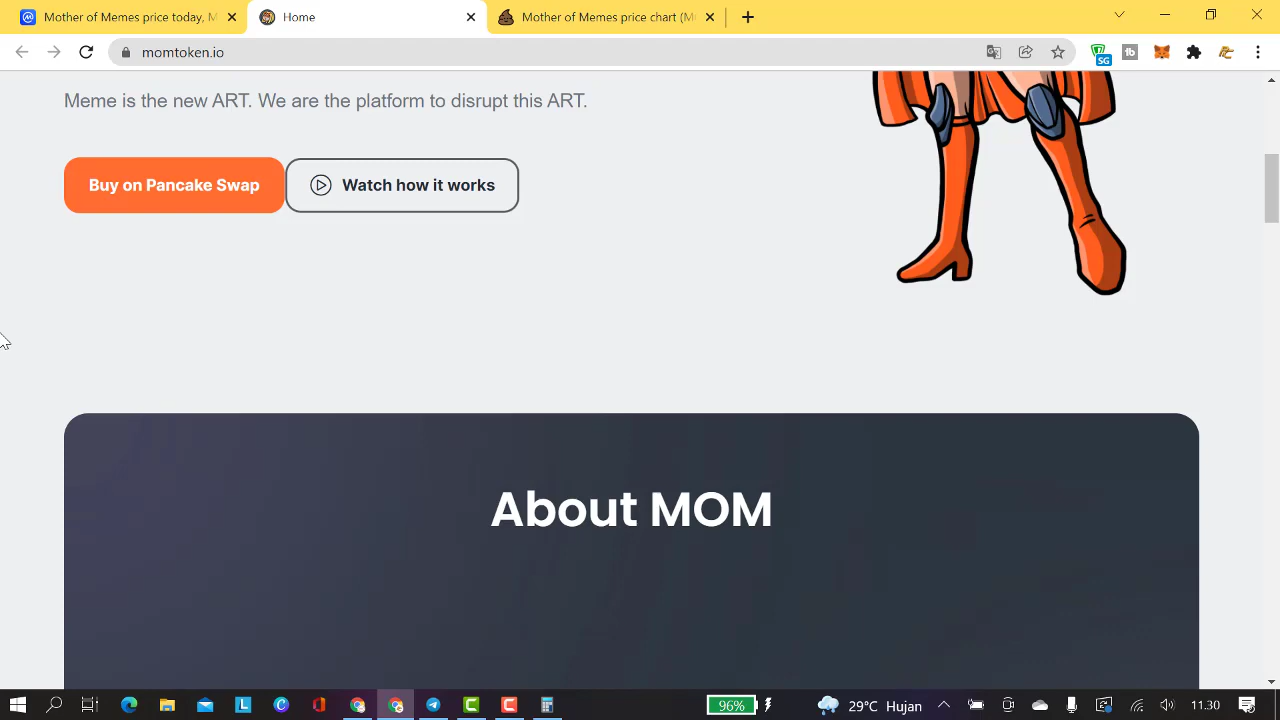 Mother of Memes price today, M
Home
Mother of Memes price chart (M
momtoken.io
SG
tb
Meme is the new ART. We are the platform to disrupt this ART.
Buy on Pancake Swap
Watch how it works
About MOM
L
C
96%
29°C Hujan
11.30